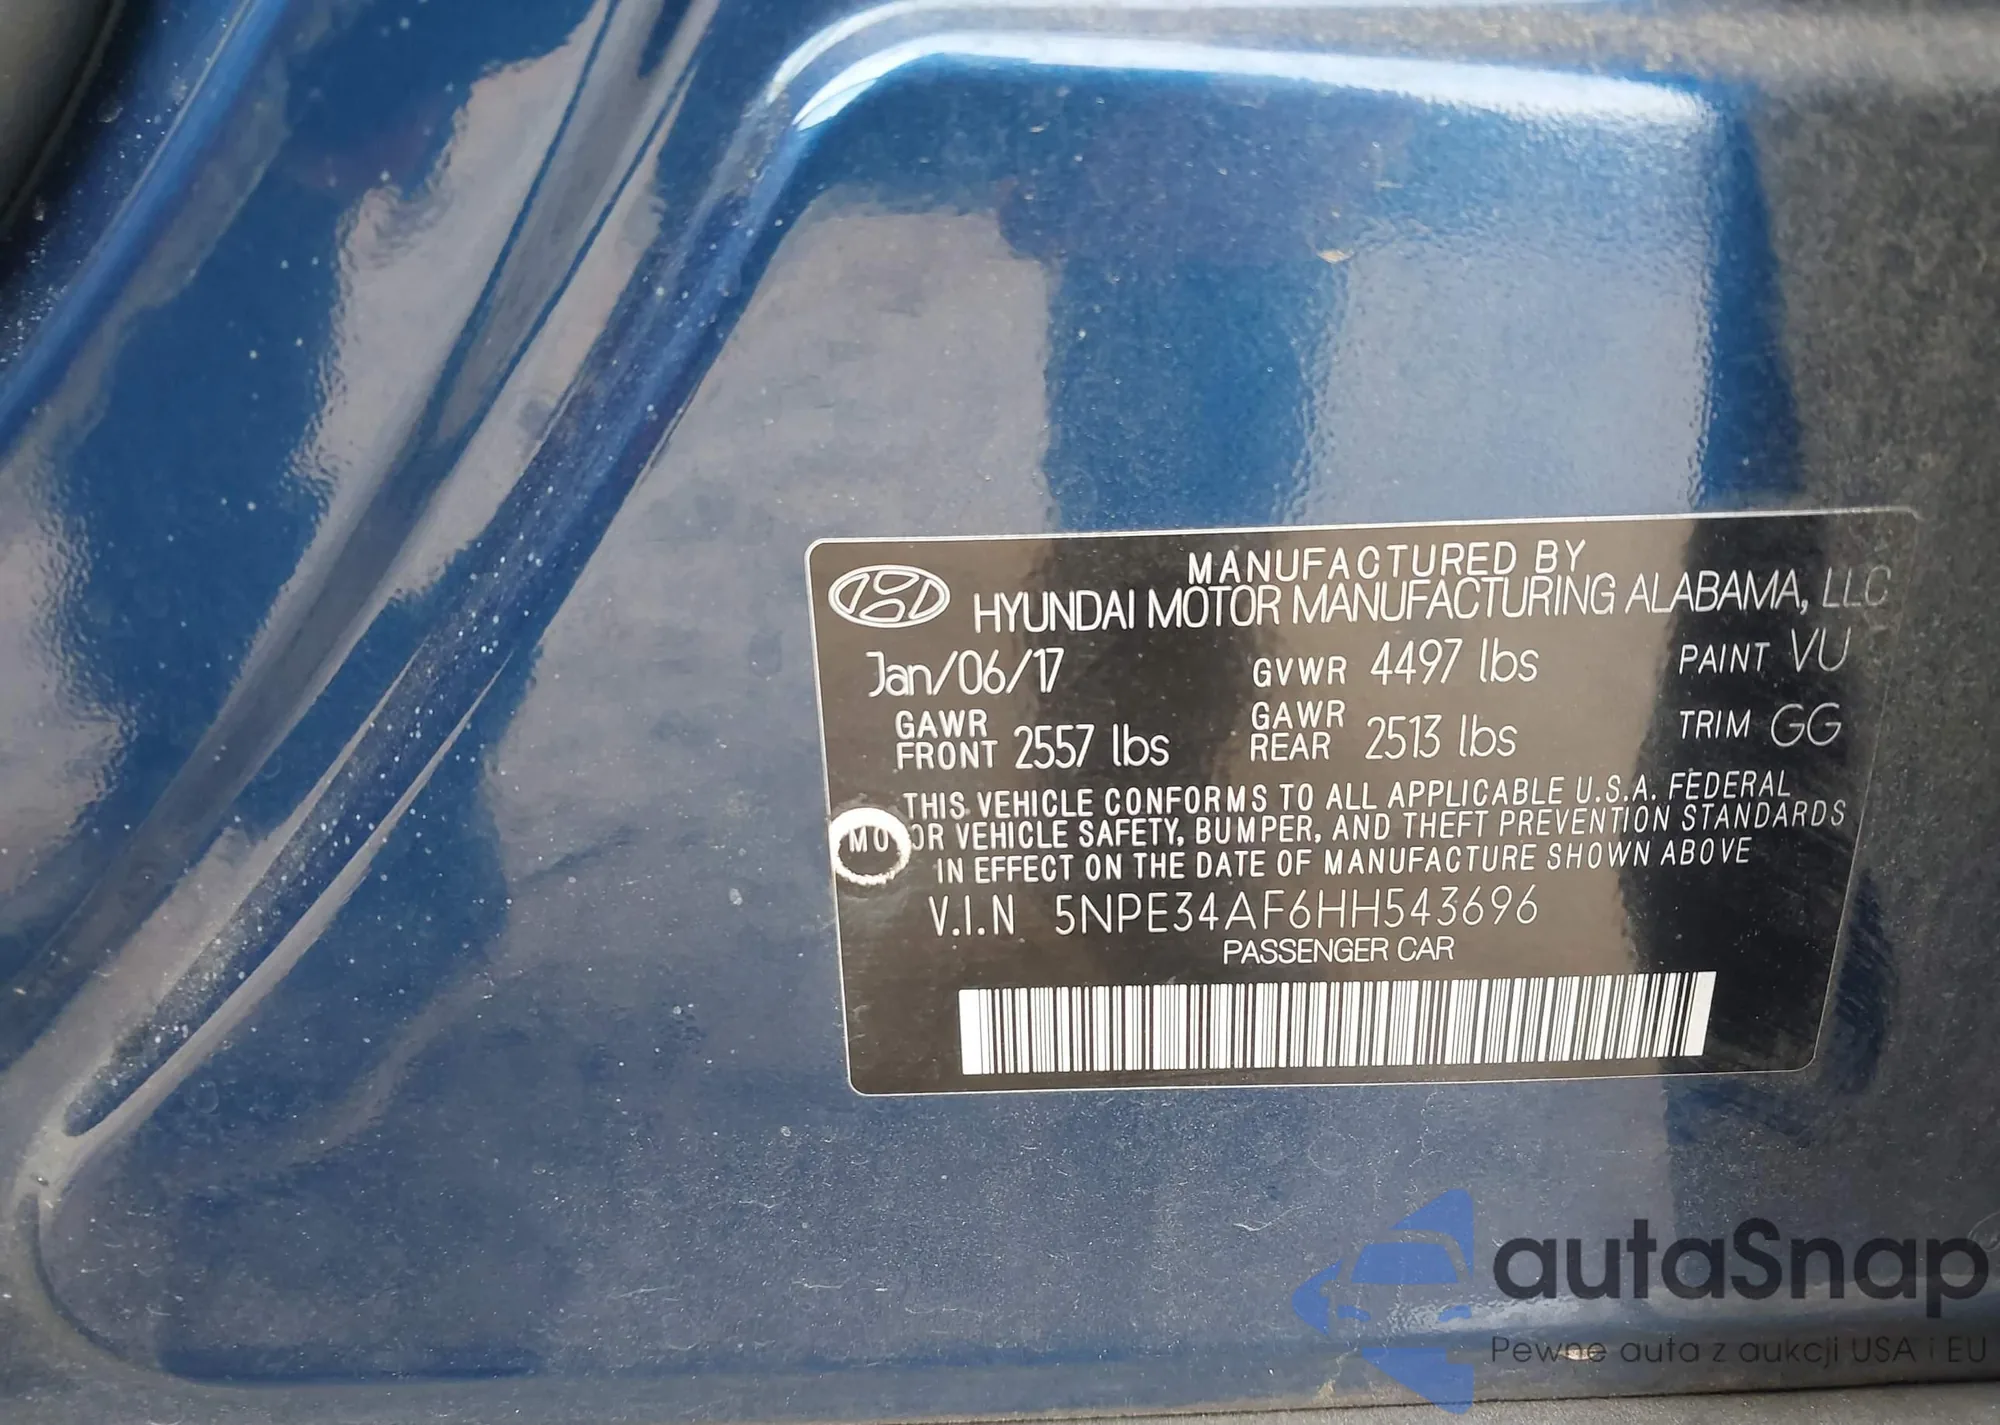 MANUFACTURED BY
HYUNDAI MOTOR MANUFACTURING ALABAMA, LLC
Jan/06/17 GVWR 4497 lbs PAINT VU
GAWR FRONT 2557 lbs GAWR REAR 2513 lbs TRIM GG
THIS VEHICLE CONFORMS TO ALL APPLICABLE U.S.A. FEDERAL
MOTOR VEHICLE SAFETY, BUMPER, AND THEFT PREVENTION STANDARDS
IN EFFECT ON THE DATE OF MANUFACTURE SHOWN ABOVE
V.I.N 5NPE34AF6HH543696
PASSENGER CAR
autaSnap
Pewne auta z aukcji USA i EU